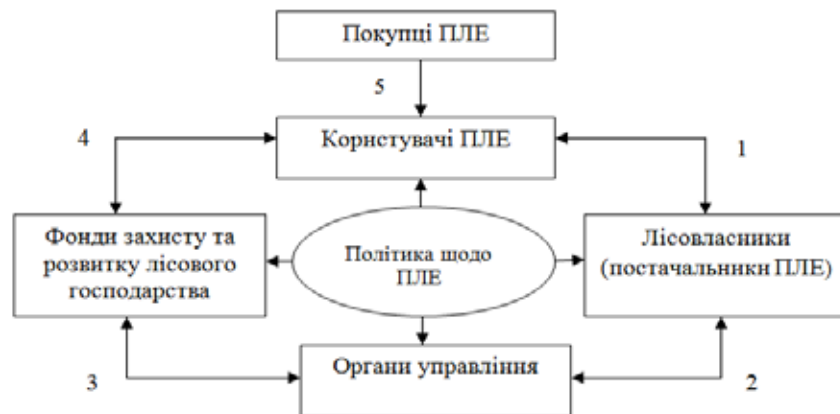 Покупці ПЛЕ
5
4
Користувачі ПЛЕ
1
Фонди захисту та
розвитку лісового
господарства
Політика щодо
ПЛЕ
Лісовласники
(постачальники ПЛЕ)
3
Органи управління
2